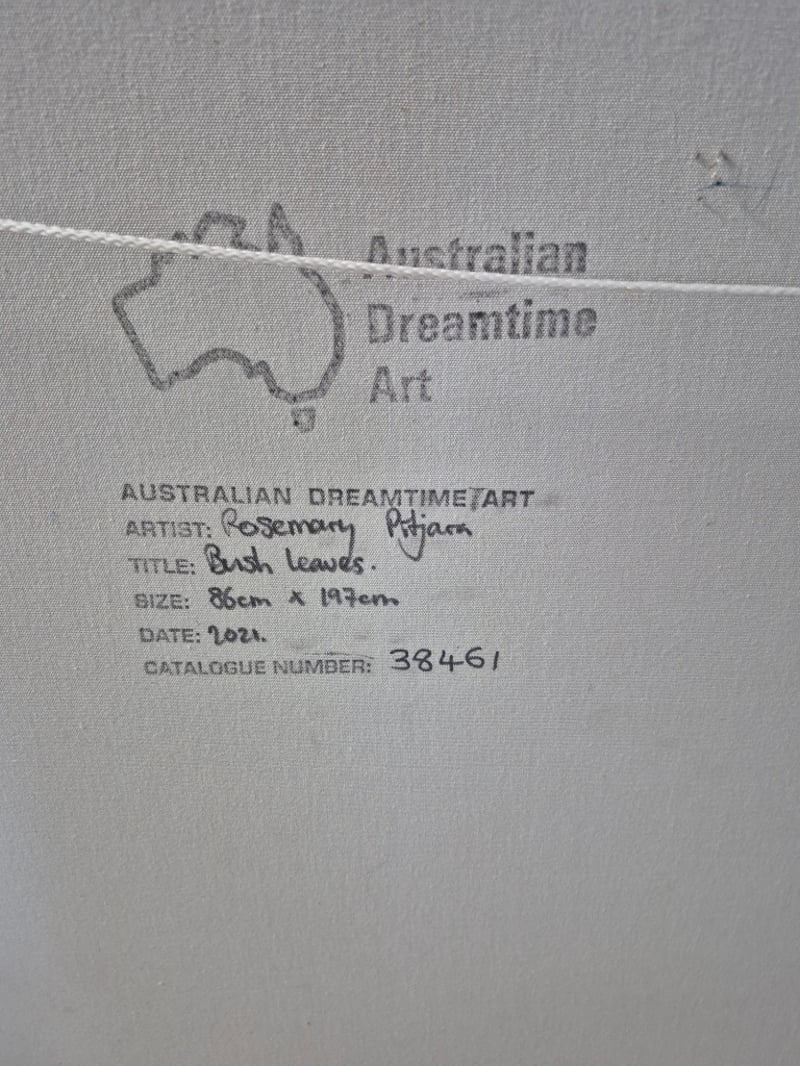 Australian
Dreamtime
Art
AUSTRALIAN DREAMTIME ART
ARTIST: Rosemary Pitjara
TITLE: Bush leaves.
SIZE: 86cm x 197cm
DATE: 2021.
CATALOGUE NUMBER: 38461